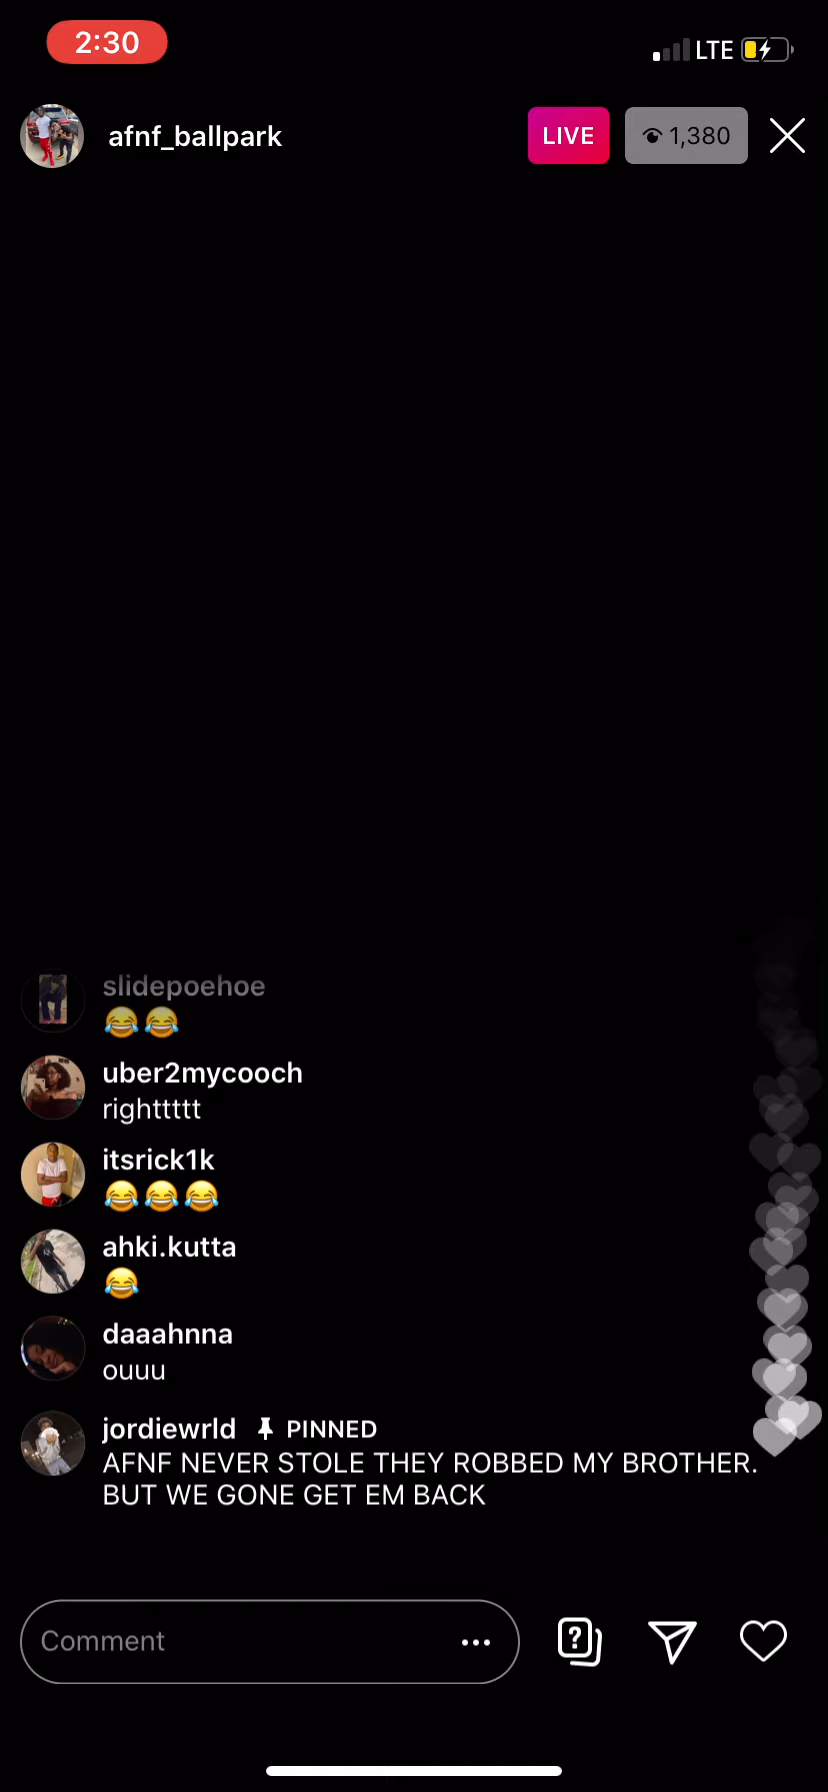 2:30
LTE
afnf_ballpark
LIVE
1,380
slidepoehoe
😂😂
uber2mycooch
righttttt
itsrick1k
😂😂😂
ahki.kutta
😂
daaahnna
ouuu
jordiewrld PINNED
AFNF NEVER STOLE THEY ROBBED MY BROTHER.
BUT WE GONE GET EM BACK
Comment